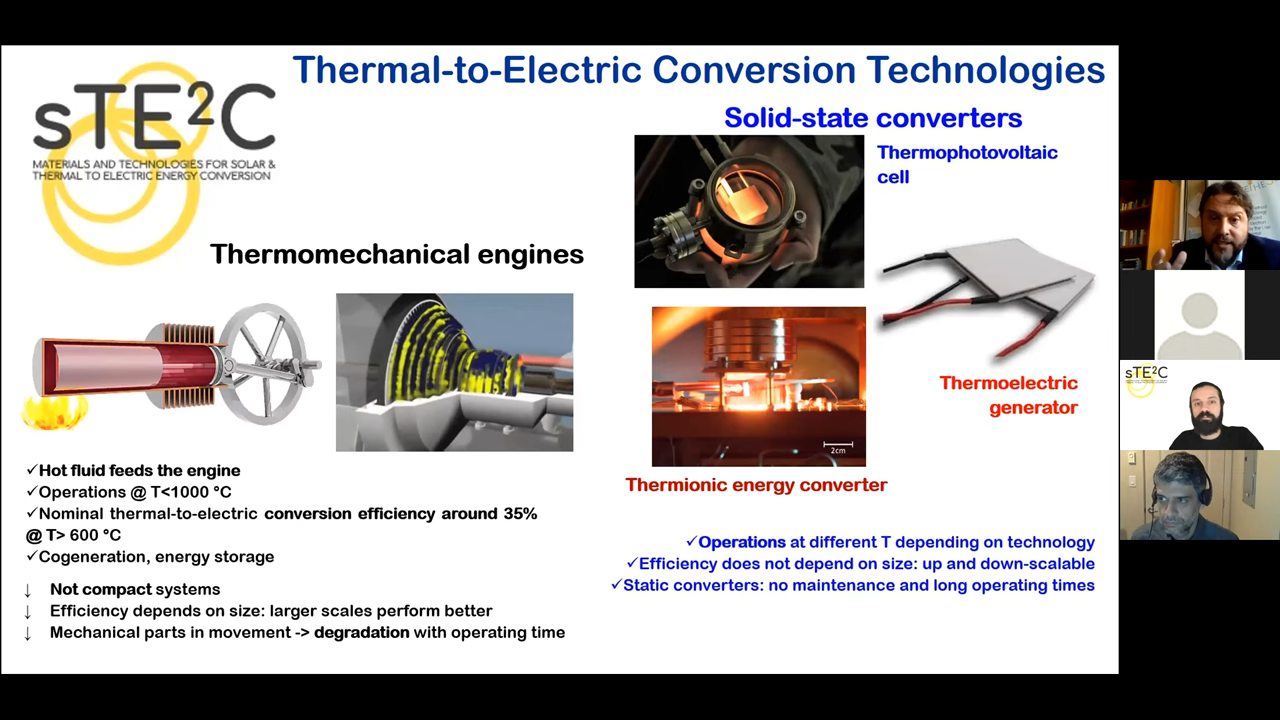 Thermal-to-Electric Conversion Technologies
sTE²C
MATERIALS AND TECHNOLOGIES FOR SOLAR &
THERMAL TO ELECTRIC ENERGY CONVERSION
Thermomechanical engines
✓Hot fluid feeds the engine
✓Operations @ T<1000 °C
✓Nominal thermal-to-electric conversion efficiency around 35%
@ T> 600 °C
✓Cogeneration, energy storage
↓ Not compact systems
↓ Efficiency depends on size: larger scales perform better
↓ Mechanical parts in movement -> degradation with operating time
Solid-state converters
Thermophotovoltaic
cell
Thermoelectric
generator
2cm
Thermionic energy converter
✓Operations at different T depending on technology
✓Efficiency does not depend on size: up and down-scalable
✓Static converters: no maintenance and long operating times
sTE²C